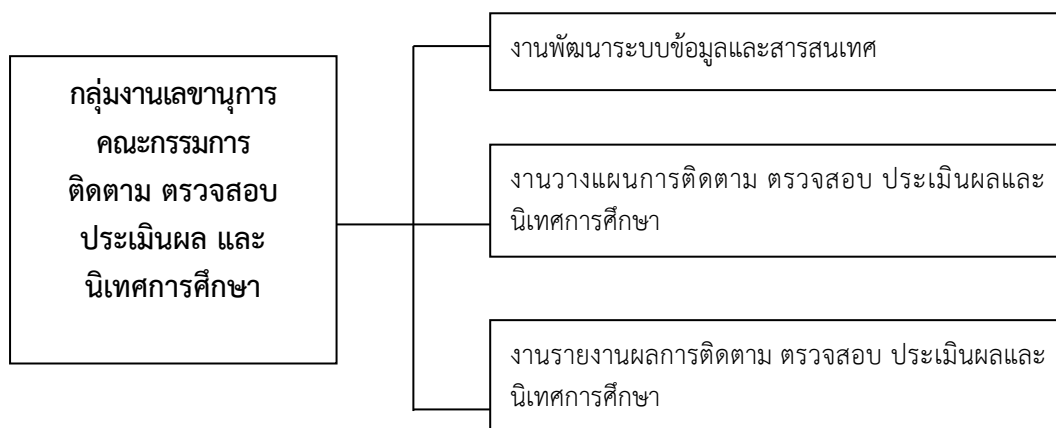 กลุ่มงานเลขานุการ
คณะกรรมการ
ติดตาม ตรวจสอบ
ประเมินผล และ
นิเทศการศึกษา
งานพัฒนาระบบข้อมูลและสารสนเทศ
งานวางแผนการติดตาม ตรวจสอบ ประเมินผลและ
นิเทศการศึกษา
งานรายงานผลการติดตาม ตรวจสอบ ประเมินผลและ
นิเทศการศึกษา